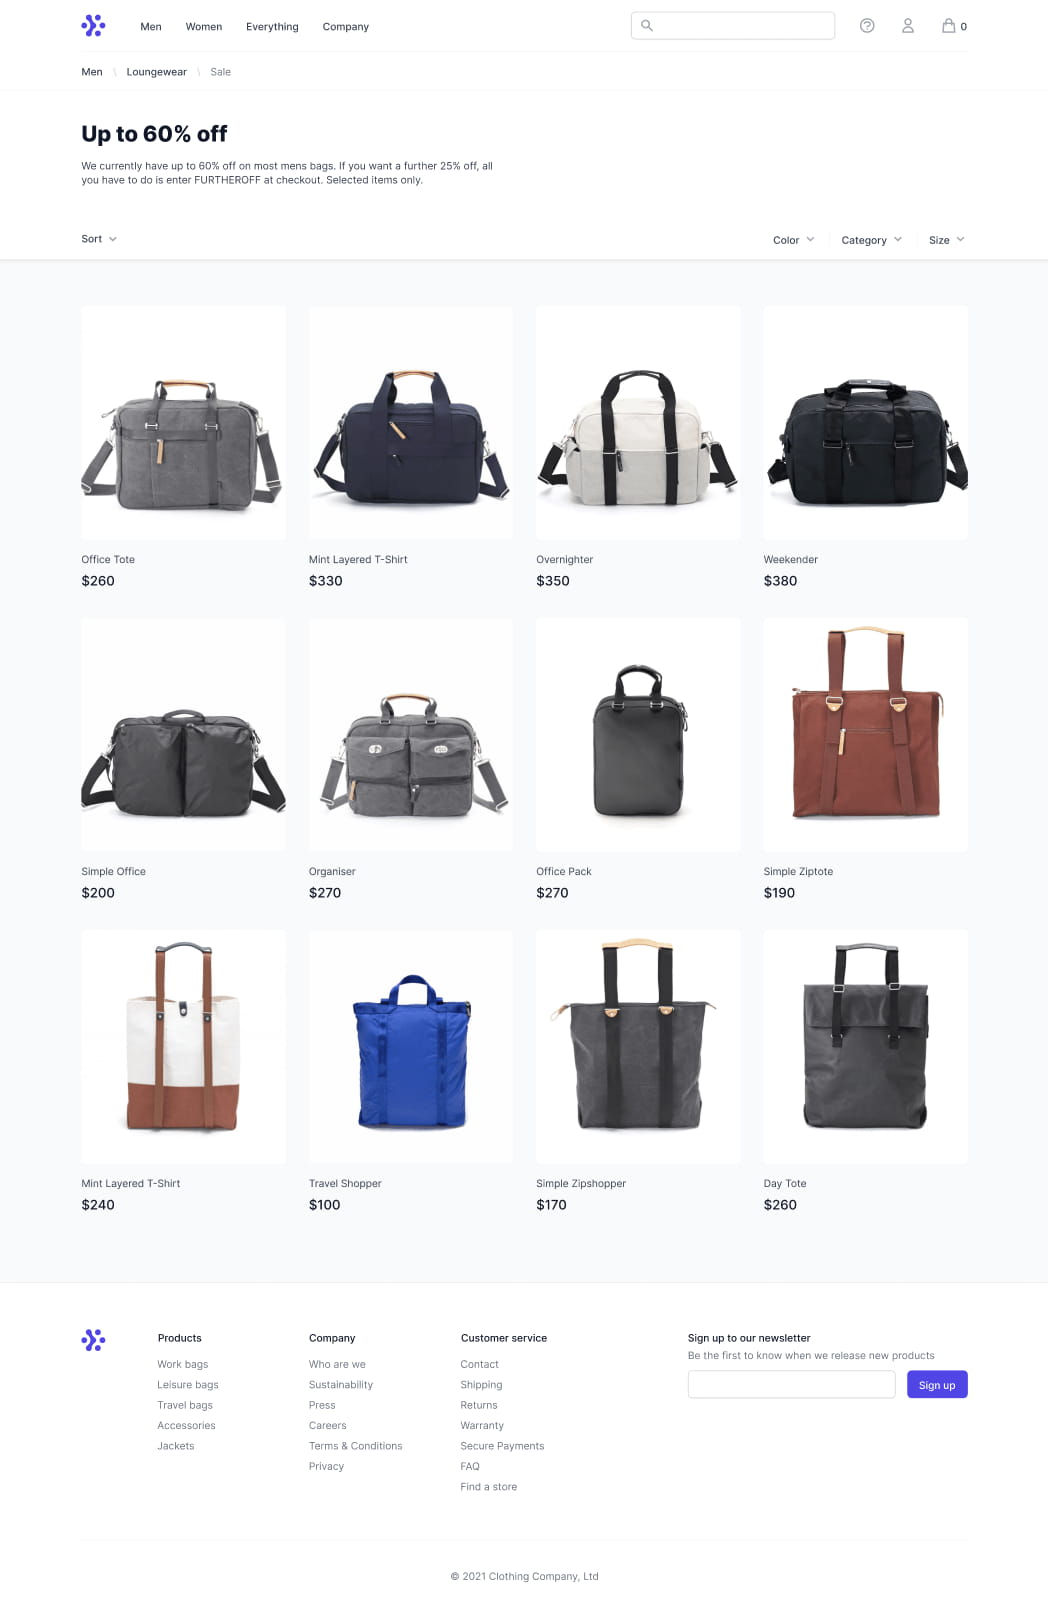 Men Women Everything Company 0
Men \ Loungewear \ Sale
Up to 60% off
We currently have up to 60% off on most mens bags. If you want a further 25% off, all
you have to do is enter FURTHEROFF at checkout. Selected items only.
Sort Color Category Size
Office Tote
$260
Mint Layered T-Shirt
$330
Overnighter
$350
Weekender
$380
Simple Office
$200
Organiser
$270
Office Pack
$270
Simple Ziptote
$190
Mint Layered T-Shirt
$240
Travel Shopper
$100
Simple Zipshopper
$170
Day Tote
$260
Products
Work bags
Leisure bags
Travel bags
Accessories
Jackets
Company
Who are we
Sustainability
Press
Careers
Terms & Conditions
Privacy
Customer service
Contact
Shipping
Returns
Warranty
Secure Payments
FAQ
Find a store
Sign up to our newsletter
Be the first to know when we release new products
Sign up
© 2021 Clothing Company, Ltd